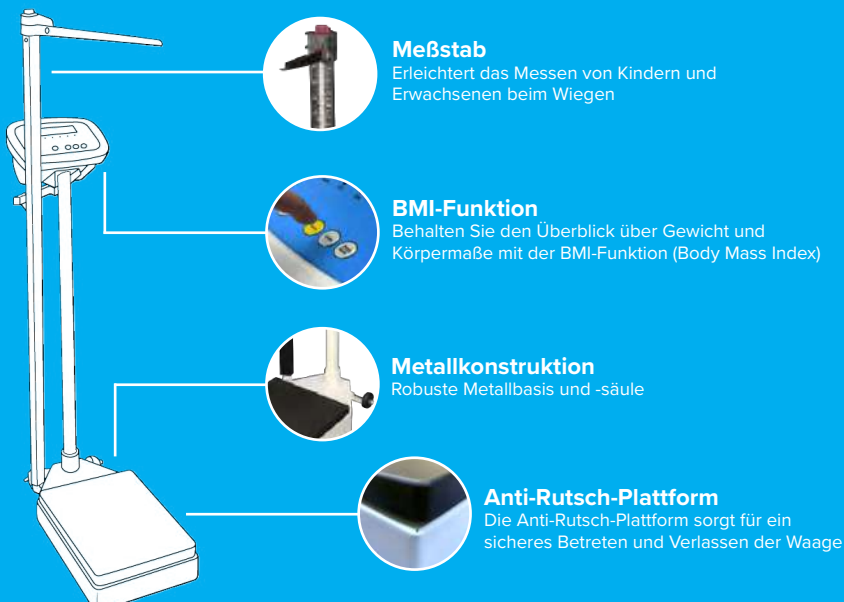 Meßstab
Erleichtert das Messen von Kindern und
Erwachsenen beim Wiegen
BMI-Funktion
Behalten Sie den Überblick über Gewicht und
Körpermaße mit der BMI-Funktion (Body Mass Index)
Metallkonstruktion
Robuste Metallbasis und -säule
Anti-Rutsch-Plattform
Die Anti-Rutsch-Plattform sorgt für ein
sicheres Betreten und Verlassen der Waage